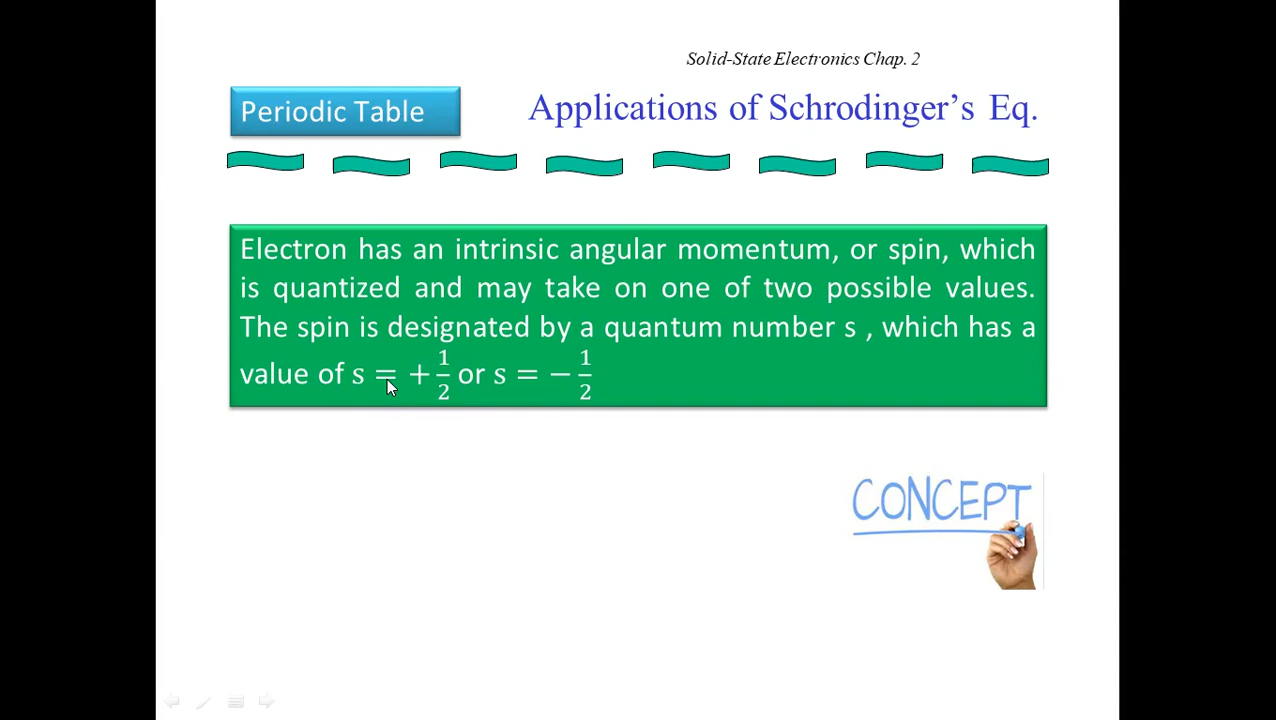 Solid-State Electronics Chap. 2
Periodic Table
Applications of Schrodinger’s Eq.
Electron has an intrinsic angular momentum, or spin, which
is quantized and may take on one of two possible values.
The spin is designated by a quantum number s , which has a
value of s = + 1/2 or s = − 1/2
CONCEPT